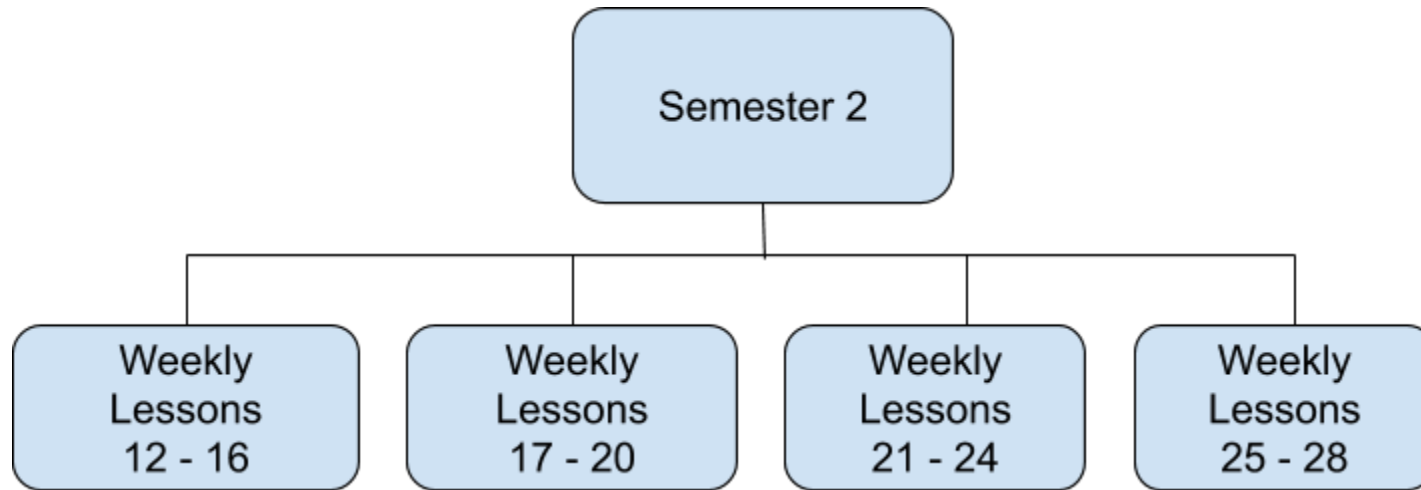 Semester 2
Weekly
Lessons
12 - 16
Weekly
Lessons
17 - 20
Weekly
Lessons
21 - 24
Weekly
Lessons
25 - 28